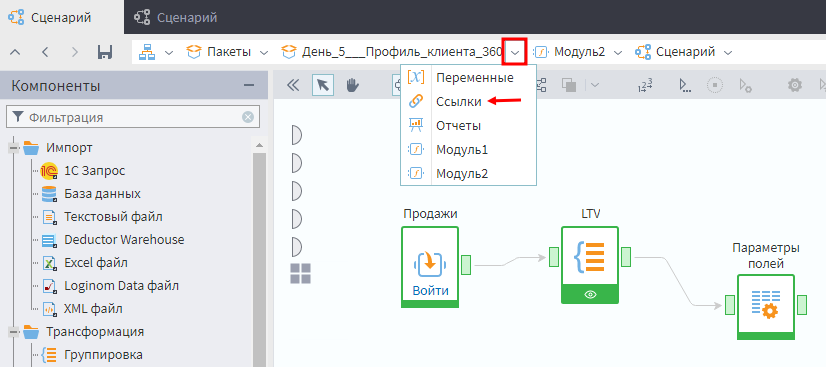 Сценарий
Сценарий
Пакеты
День_5___Профиль_клиента_360
Модуль2
Сценарий
Компоненты
Фильтрация
Импорт
1С Запрос
База данных
Текстовый файл
Deductor Warehouse
Excel файл
Loginom Data файл
XML файл
Трансформация
Группировка
Переменные
Ссылки
Отчеты
Модуль1
Модуль2
Продажи
Войти
LTV
Параметры
полей